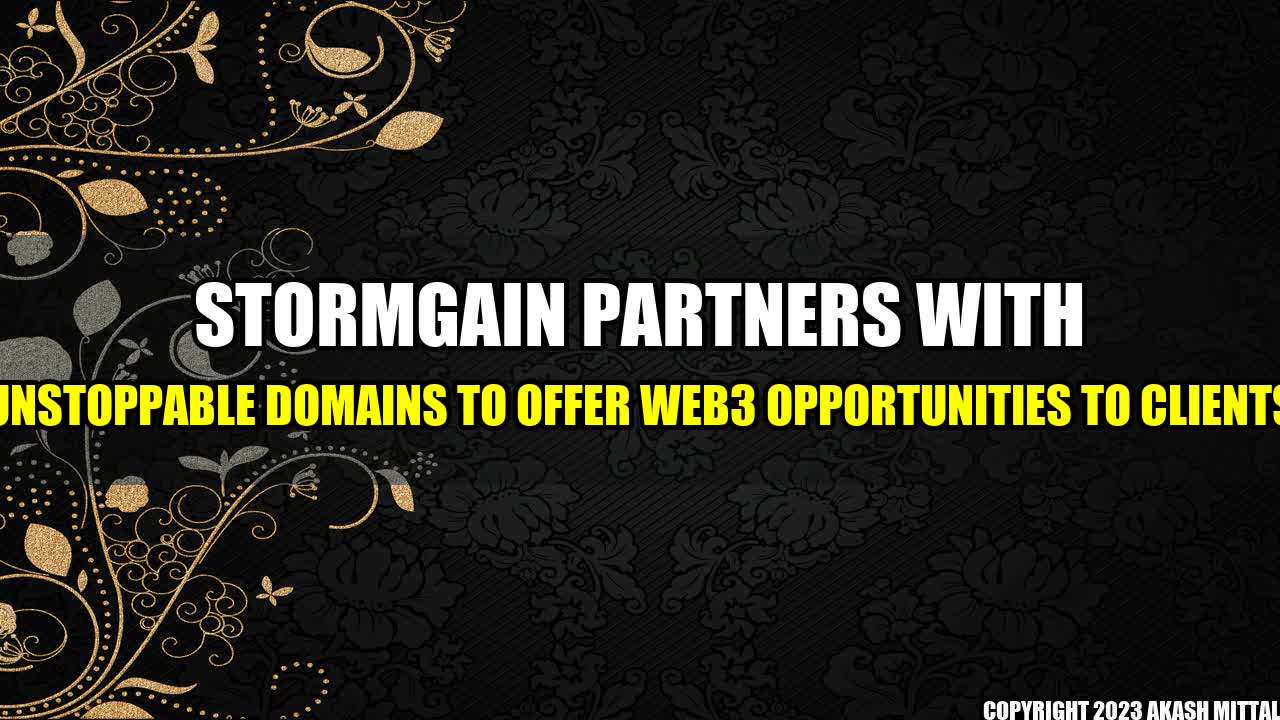 STORMGAIN PARTNERS WITH
UNSTOPPABLE DOMAINS TO OFFER WEB3 OPPORTUNITIES TO CLIENTS
COPYRIGHT 2023 AKASH MITTAL